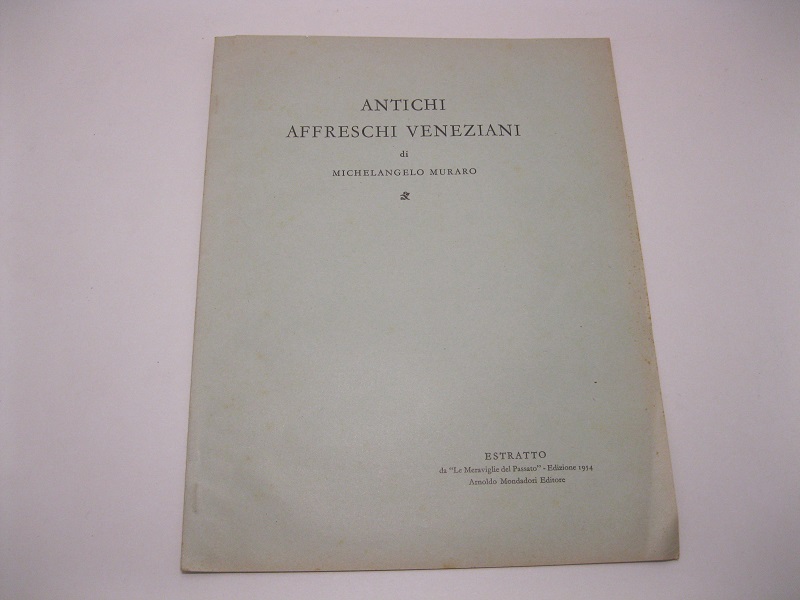 ANTICHI
AFFRESCHI VENEZIANI
di
MICHELANGELO MURARO
ESTRATTO
da "Le Meraviglie del Passato" - Edizione 1954
Arnoldo Mondadori Editore